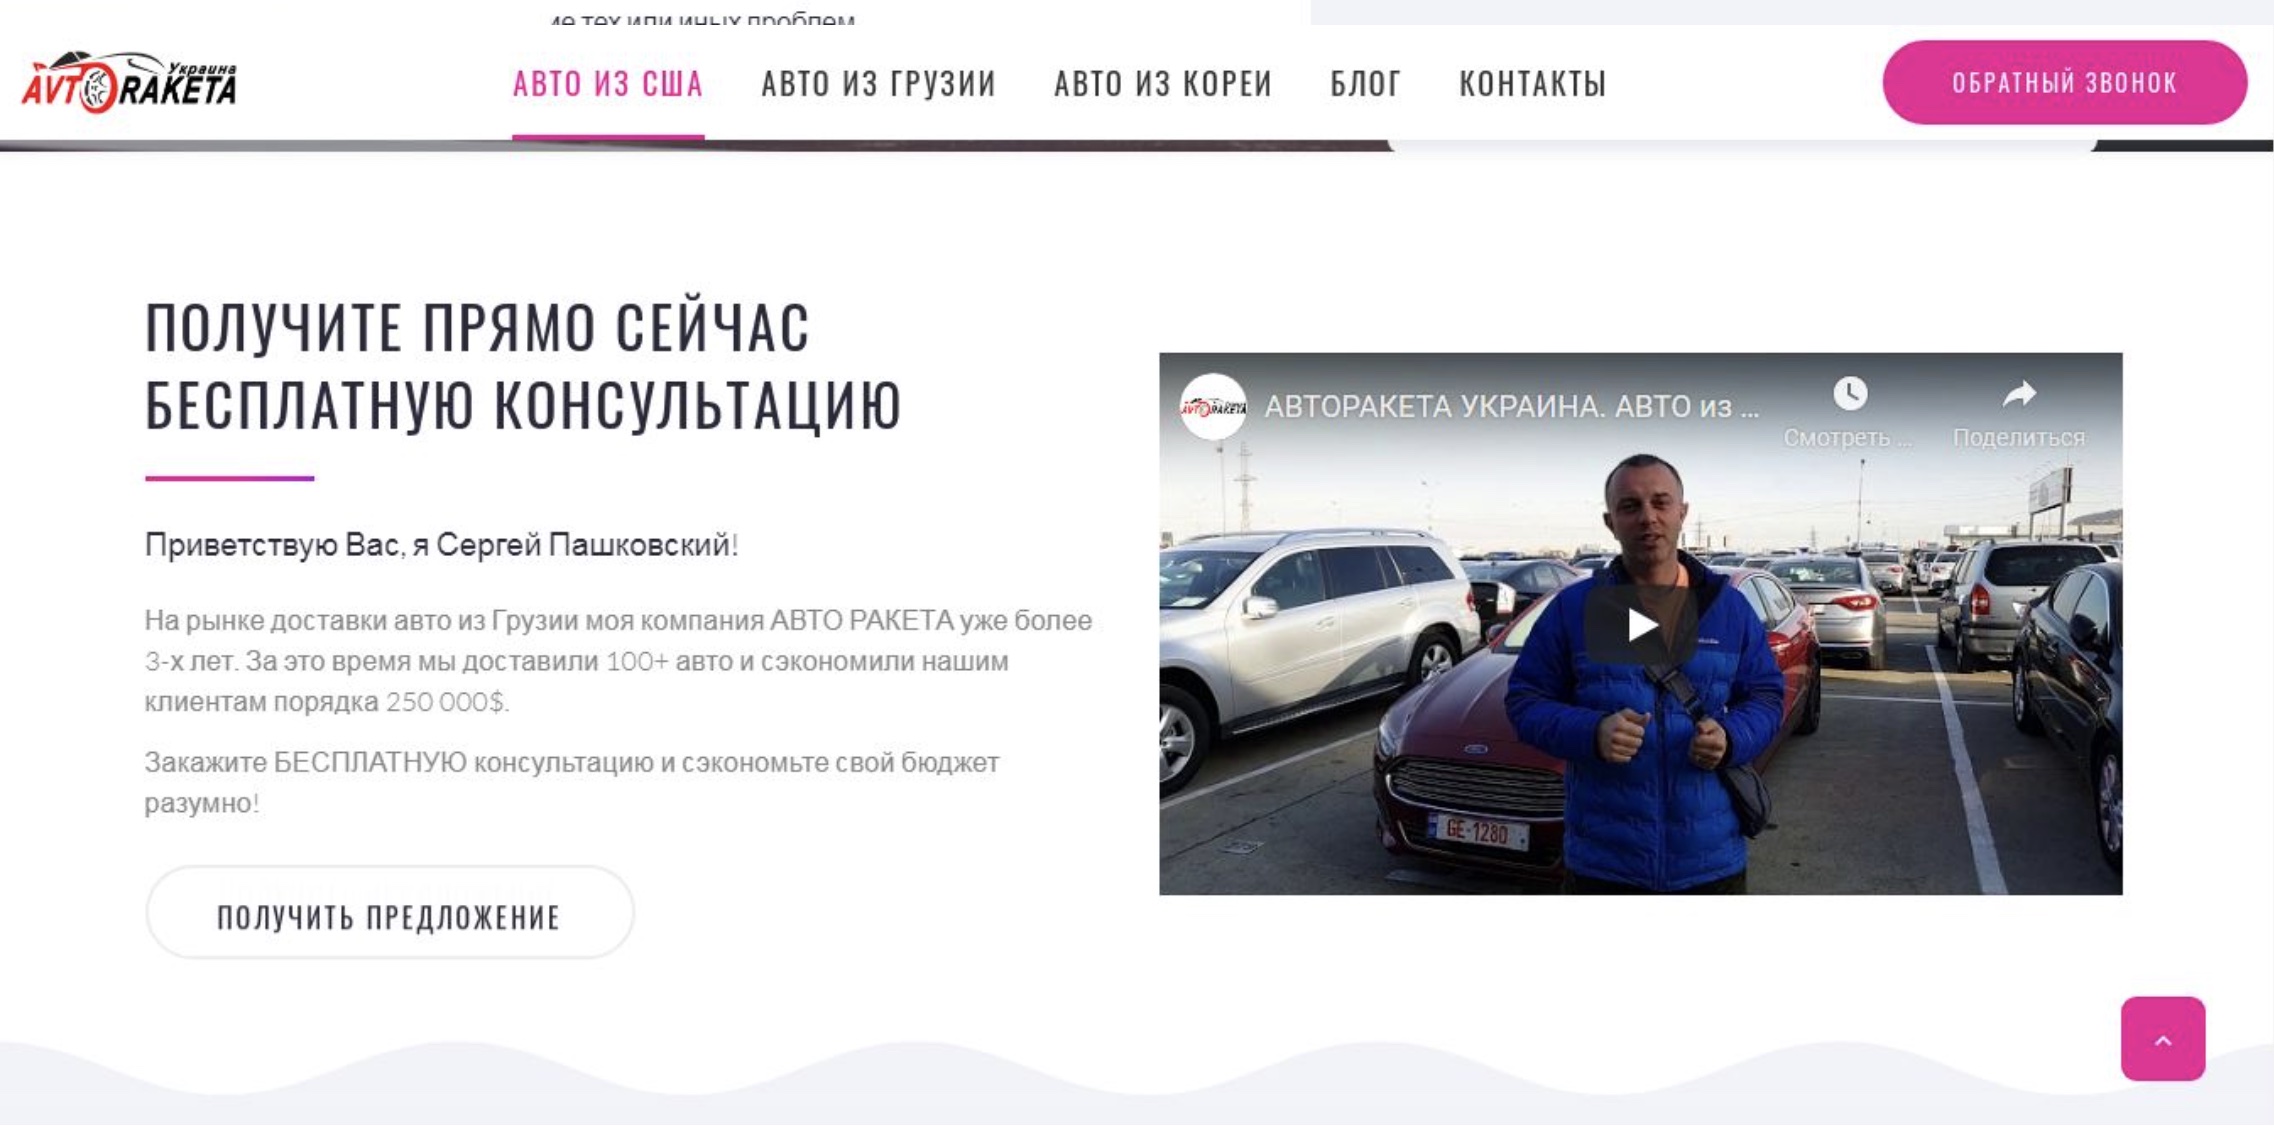 ие тех или иных проблем
Украина
AVTORAKETA
АВТО ИЗ США
АВТО ИЗ ГРУЗИИ
АВТО ИЗ КОРЕИ
БЛОГ
КОНТАКТЫ
ОБРАТНЫЙ ЗВОНОК
ПОЛУЧИТЕ ПРЯМО СЕЙЧАС
БЕСПЛАТНУЮ КОНСУЛЬТАЦИЮ
Приветствую Вас, я Сергей Пашковский!
На рынке доставки авто из Грузии моя компания АВТО РАКЕТА уже более
3-х лет. За это время мы доставили 100+ авто и сэкономили нашим
клиентам порядка 250 000$.
Закажите БЕСПЛАТНУЮ консультацию и сэкономьте свой бюджет
разумно!
ПОЛУЧИТЬ ПРЕДЛОЖЕНИЕ
AVTORAKETA
АВТОРАКЕТА УКРАИНА. АВТО из ...
Смотреть ...
Поделиться
GE-1280